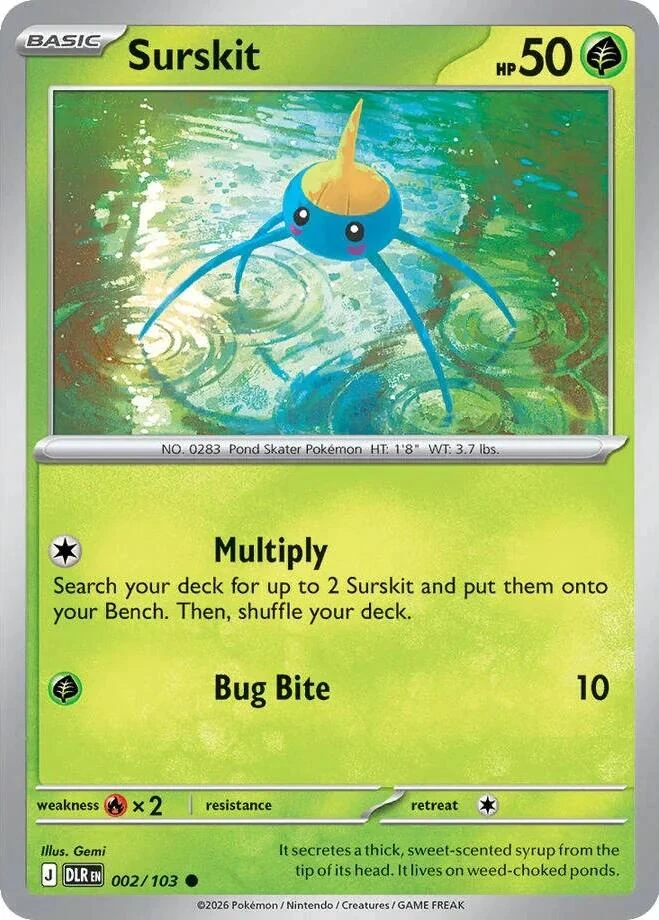 BASIC
Surskit
HP 50
NO. 0283 Pond Skater Pokémon HT: 1'8" WT: 3.7 lbs.
Multiply
Search your deck for up to 2 Surskit and put them onto
your Bench. Then, shuffle your deck.
Bug Bite 10
weakness ×2 resistance retreat
Illus. Gemi
It secretes a thick, sweet-scented syrup from the
tip of its head. It lives on weed-choked ponds.
J DLR EN 002/103
©2026 Pokémon / Nintendo / Creatures / GAME FREAK